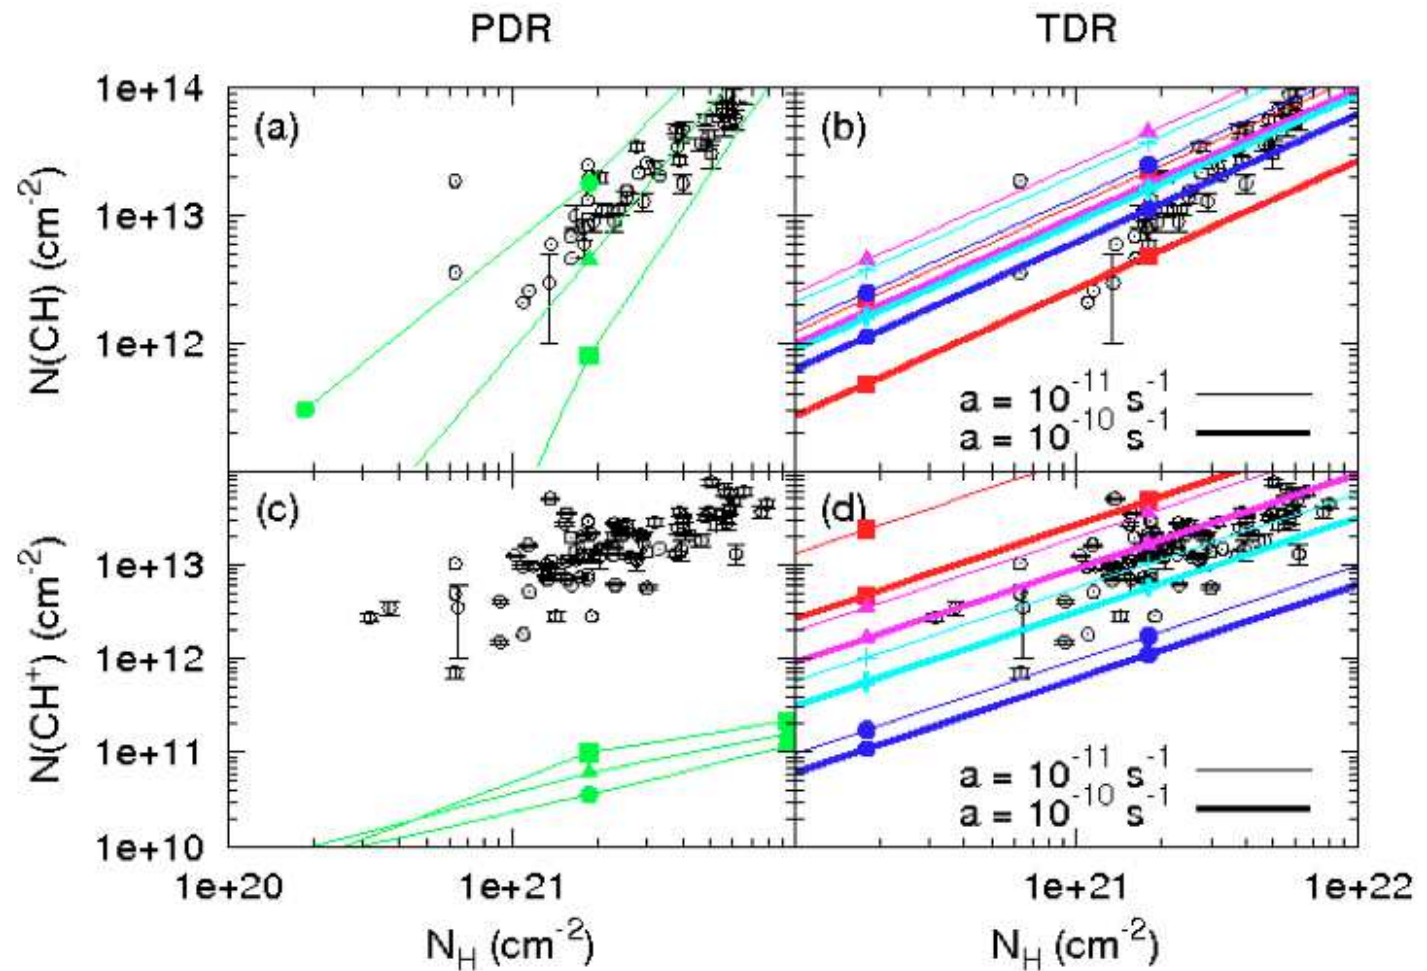 PDR TDR
1e+14
(a) (b)
1e+13
1e+12
N(CH) (cm⁻²)
a = 10⁻¹¹ s⁻¹
a = 10⁻¹⁰ s⁻¹
(c) (d)
1e+13
1e+12
1e+11
1e+10
N(CH⁺) (cm⁻²)
a = 10⁻¹¹ s⁻¹
a = 10⁻¹⁰ s⁻¹
1e+20 1e+21 1e+21 1e+22
N_H (cm⁻²) N_H (cm⁻²)